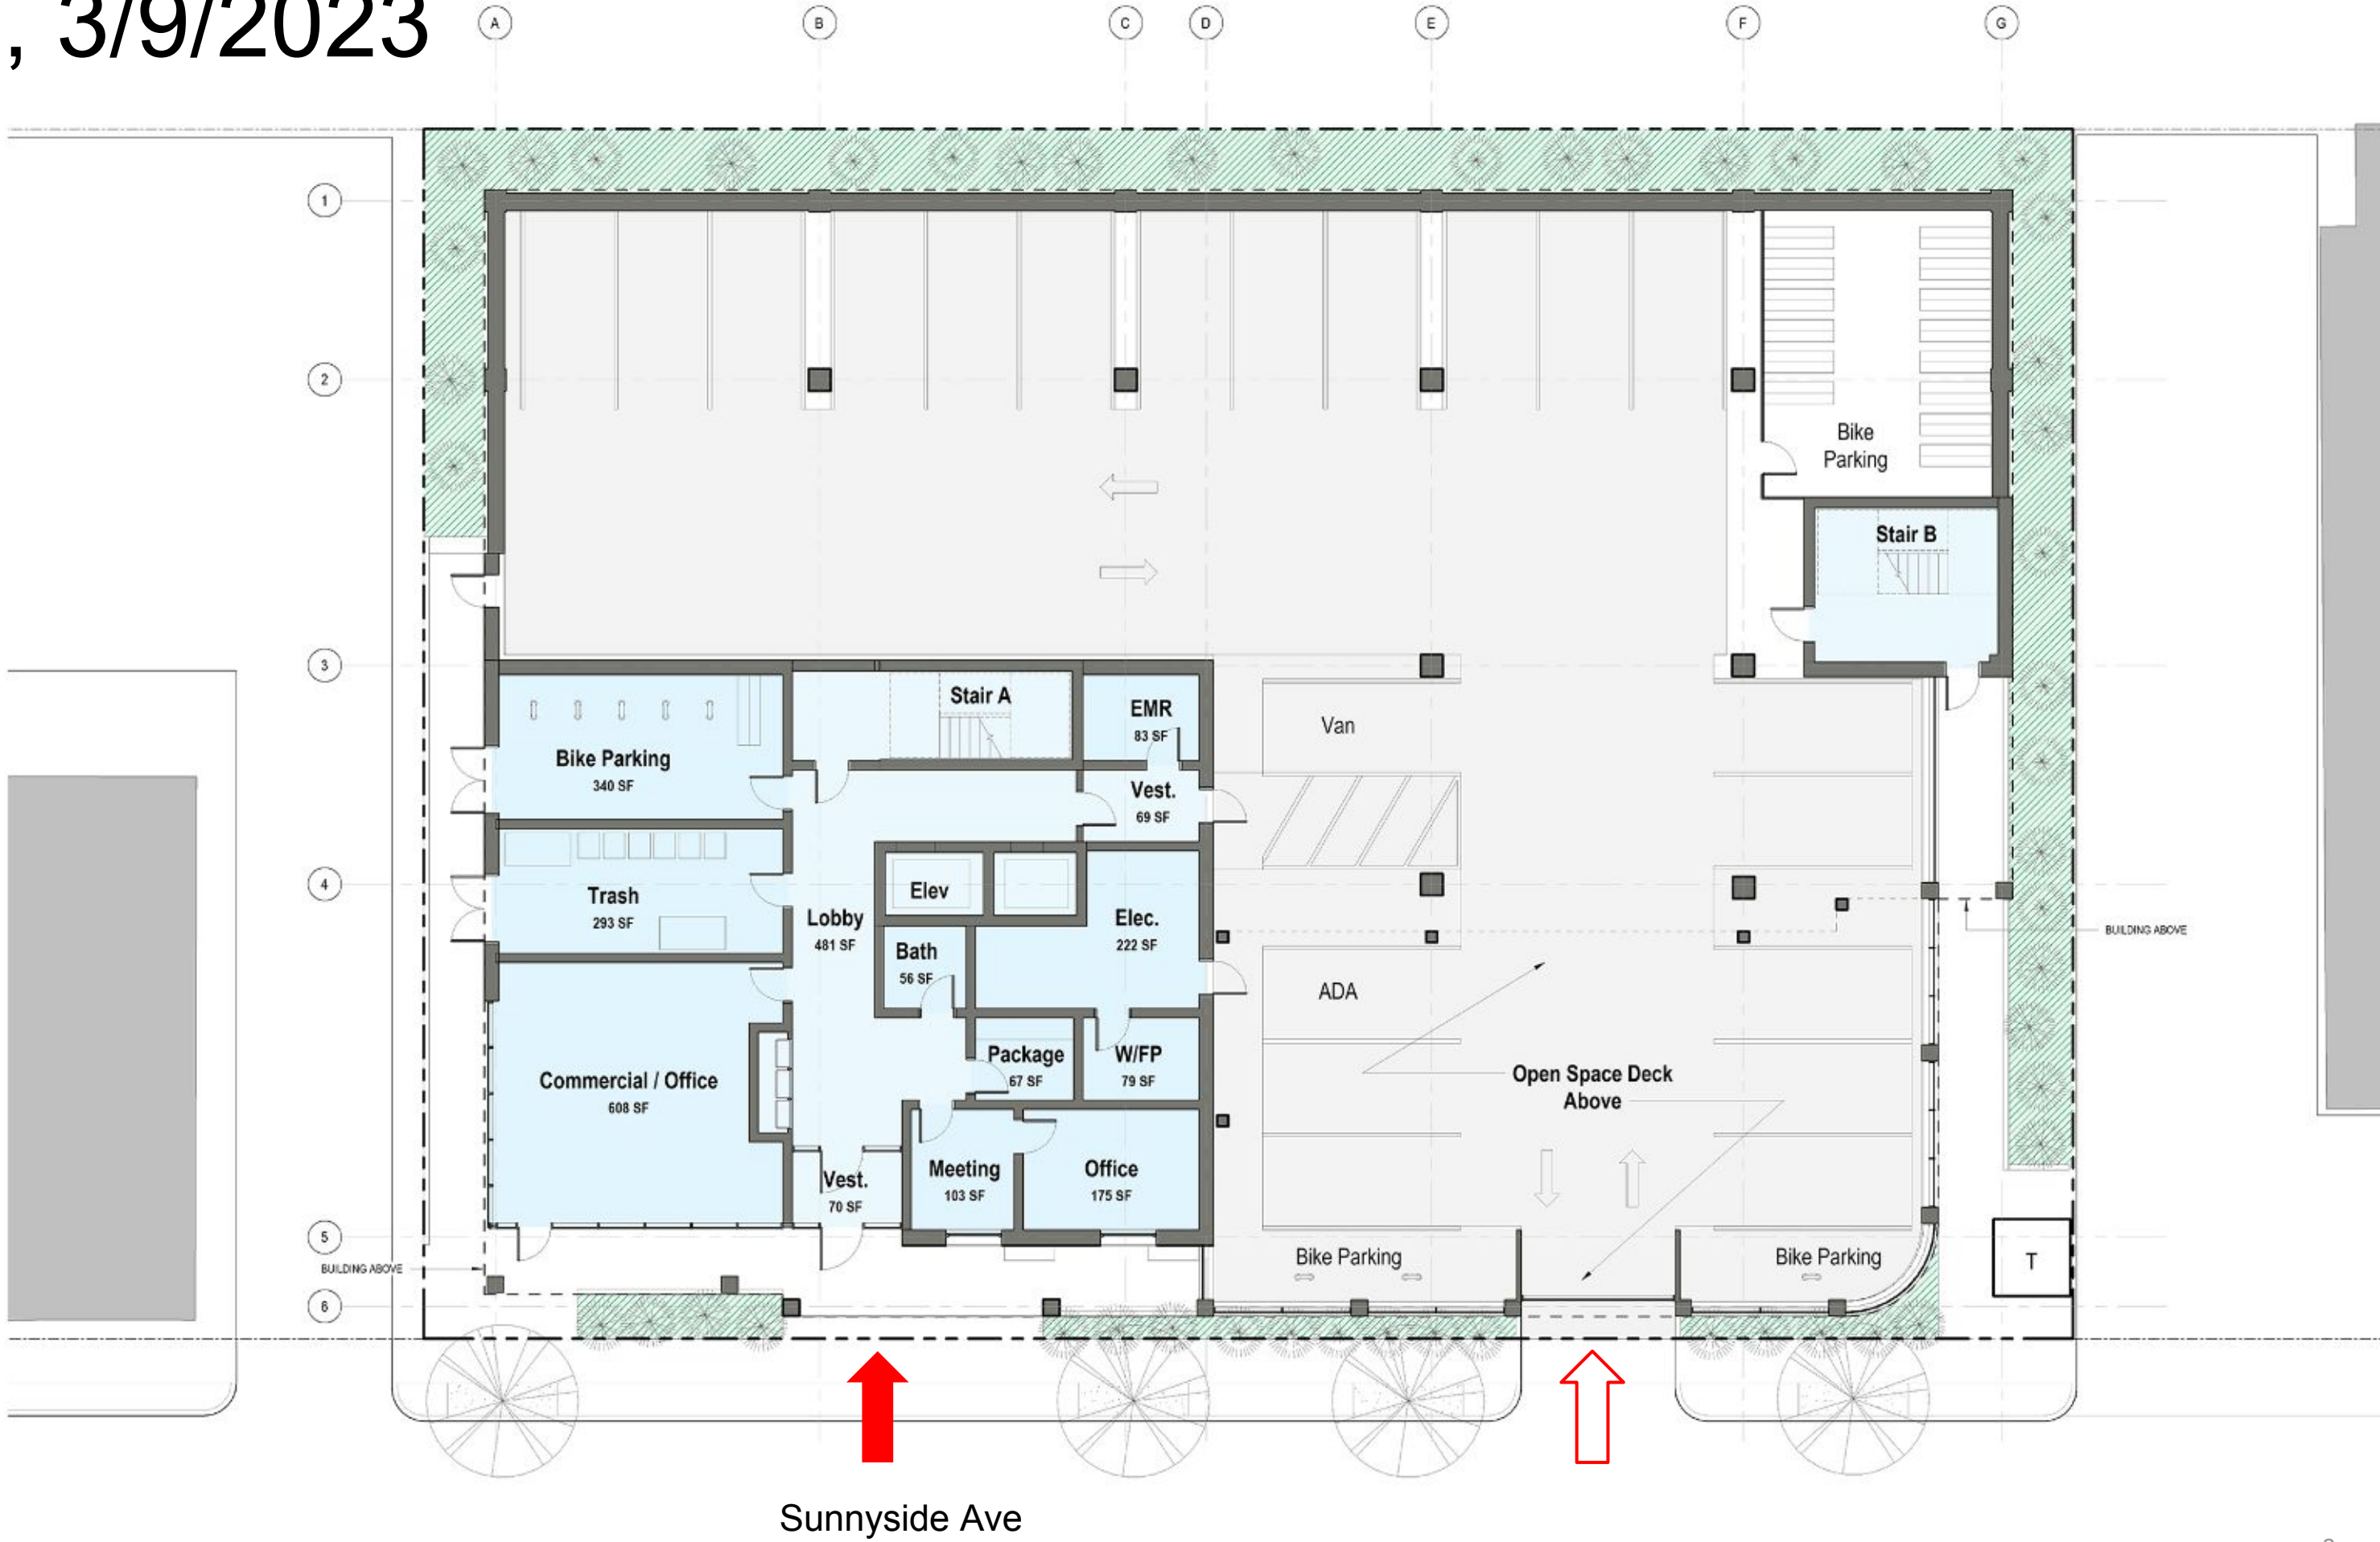 , 3/9/2023
A
B
C
D
E
F
G
1
2
Bike
Parking
Stair B
3
Stair A
EMR
83 SF
Van
Bike Parking
340 SF
Vest.
69 SF
4
Elev
Trash
293 SF
Lobby
481 SF
Elec.
222 SF
BUILDING ABOVE
Bath
56 SF
ADA
Package
67 SF
W/FP
79 SF
Commercial / Office
608 SF
Open Space Deck
Above
Meeting
103 SF
Office
175 SF
Vest.
70 SF
5
Bike Parking
Bike Parking
T
BUILDING ABOVE
6
Sunnyside Ave